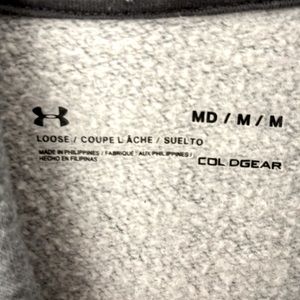 MD / M / M
LOOSE / COUPE LÂCHE / SUELTO
MADE IN PHILIPPINES / FABRIQUÉ AUX PHILIPPINES /
HECHO EN FILIPINAS
COLDGEAR